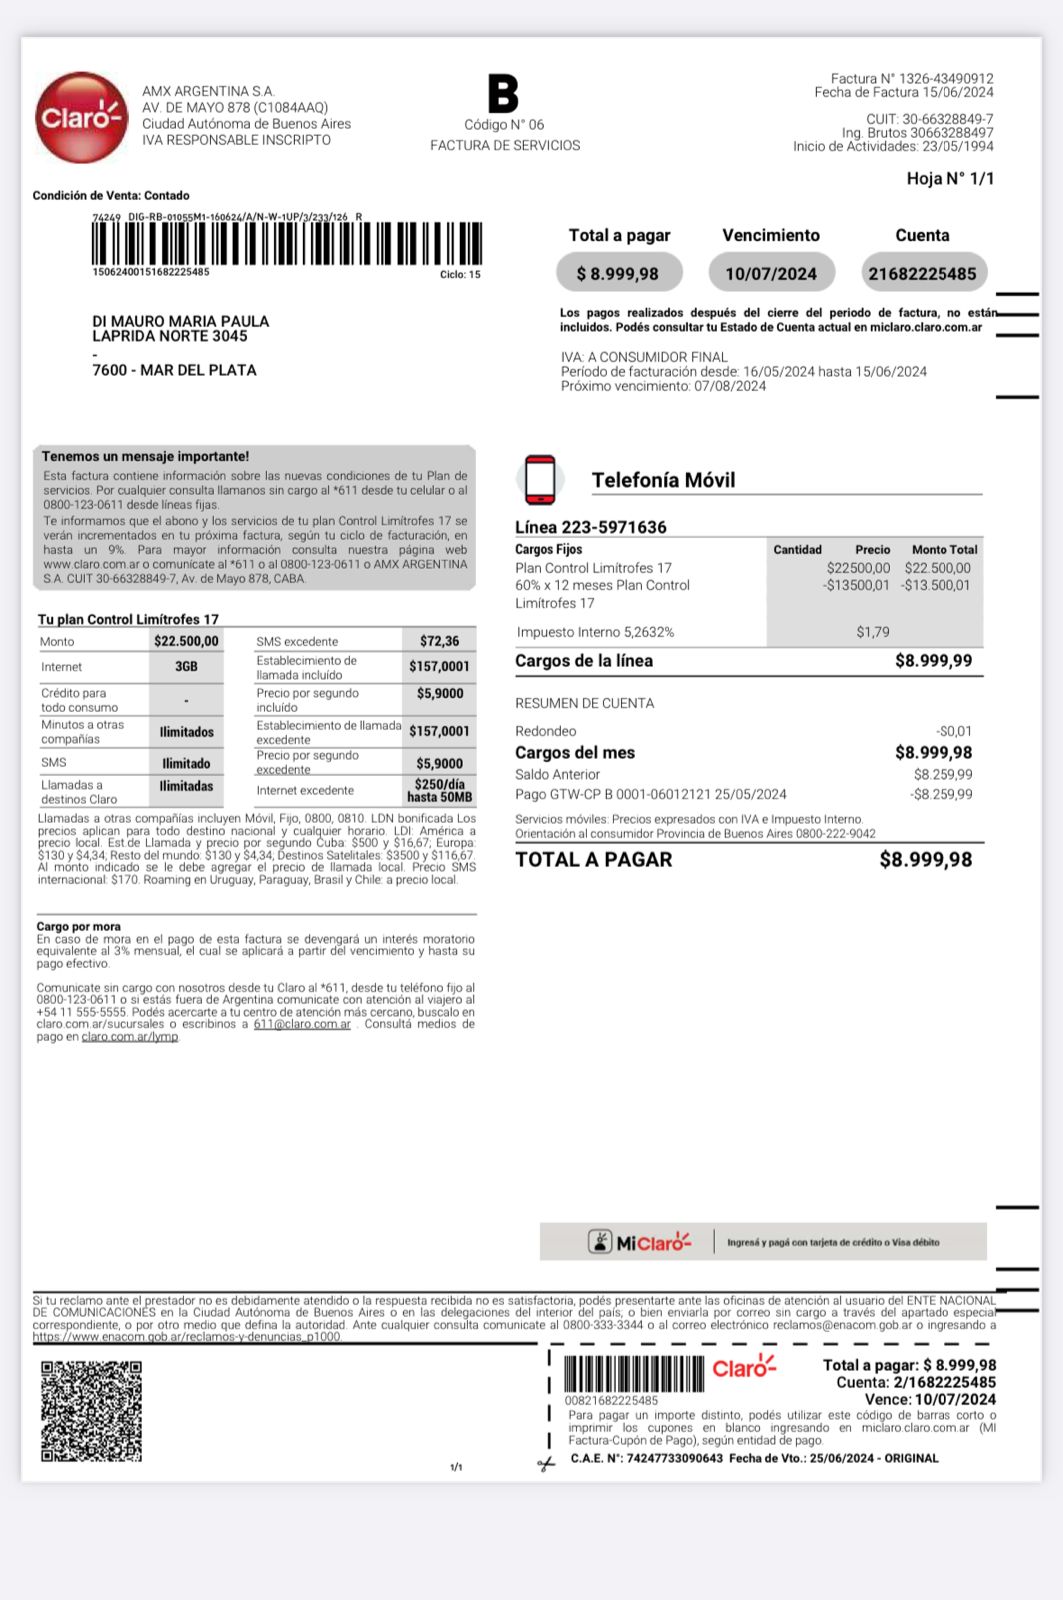 Claro
AMX ARGENTINA S.A.
AV. DE MAYO 878 (C1084AAQ)
Ciudad Autónoma de Buenos Aires
IVA RESPONSABLE INSCRIPTO
B
Código N° 06
FACTURA DE SERVICIOS
Factura N° 1326-43490912
Fecha de Factura 15/06/2024
CUIT: 30-66328849-7
Ing. Brutos 30663288497
Inicio de Actividades: 23/05/1994
Hoja N° 1/1
Condición de Venta: Contado
74249 DIG-RB-01055M1-160624/A/N-W-1UP/3/233/126 R
15062400151682225485
Ciclo: 15
Total a pagar Vencimiento Cuenta
$ 8.999,98 10/07/2024 21682225485
DI MAURO MARIA PAULA
LAPRIDA NORTE 3045
-
7600 - MAR DEL PLATA
Los pagos realizados después del cierre del periodo de factura, no están
incluidos. Podés consultar tu Estado de Cuenta actual en miclaro.claro.com.ar
IVA: A CONSUMIDOR FINAL
Período de facturación desde: 16/05/2024 hasta 15/06/2024
Próximo vencimiento: 07/08/2024
Tenemos un mensaje importante!
Esta factura contiene información sobre las nuevas condiciones de tu Plan de
servicios. Por cualquier consulta llamanos sin cargo al *611 desde tu celular o al
0800-123-0611 desde líneas fijas.
Te informamos que el abono y los servicios de tu plan Control Limítrofes 17 se
verán incrementados en tu próxima factura, según tu ciclo de facturación, en
hasta un 9%. Para mayor información consulta nuestra página web
www.claro.com.ar o comunícate al *611 o al 0800-123-0611 o AMX ARGENTINA
S.A. CUIT 30-66328849-7, Av. de Mayo 878, CABA.
Tu plan Control Limítrofes 17
Monto $22.500,00 SMS excedente $72,36
Internet 3GB Establecimiento de
llamada incluído $157,0001
Crédito para
todo consumo - Precio por segundo
incluído $5,9000
Minutos a otras
compañías Ilimitados Establecimiento de llamada
excedente $157,0001
SMS Ilimitado Precio por segundo
excedente $5,9000
Llamadas a
destinos Claro Ilimitadas Internet excedente $250/día
hasta 50MB
Llamadas a otras compañías incluyen Móvil, Fijo, 0800, 0810. LDN bonificada Los
precios aplican para todo destino nacional y cualquier horario. LDI: América a
precio local. Est.de Llamada y precio por segundo Cuba: $500 y $16,67; Europa:
$130 y $4,34; Resto del mundo: $130 y $4,34; Destinos Satelitales: $3500 y $116,67.
Al monto indicado se le debe agregar el precio de llamada local. Precio SMS
internacional: $170. Roaming en Uruguay, Paraguay, Brasil y Chile: a precio local.
Cargo por mora
En caso de mora en el pago de esta factura se devengará un interés moratorio
equivalente al 3% mensual, el cual se aplicará a partir del vencimiento y hasta su
pago efectivo.
Comunicate sin cargo con nosotros desde tu Claro al *611, desde tu teléfono fijo al
0800-123-0611 o si estás fuera de Argentina comunicate con atención al viajero al
+54 11 555-5555. Podés acercarte a tu centro de atención más cercano, buscalo en
claro.com.ar/sucursales o escribinos a 611@claro.com.ar . Consultá medios de
pago en claro.com.ar/lymp.
Telefonía Móvil
Línea 223-5971636
Cargos Fijos Cantidad Precio Monto Total
Plan Control Limítrofes 17 $22500,00 $22.500,00
60% x 12 meses Plan Control -$13500,01 -$13.500,01
Limítrofes 17
Impuesto Interno 5,2632% $1,79
Cargos de la línea $8.999,99
RESUMEN DE CUENTA
Redondeo -$0,01
Cargos del mes $8.999,98
Saldo Anterior $8.259,99
Pago GTW-CP B 0001-06012121 25/05/2024 -$8.259,99
Servicios móviles: Precios expresados con IVA e Impuesto Interno.
Orientación al consumidor Provincia de Buenos Aires 0800-222-9042
TOTAL A PAGAR $8.999,98
MiClaro Ingresá y pagá con tarjeta de crédito o Visa débito
Si tu reclamo ante el prestador no es debidamente atendido o la respuesta recibida no es satisfactoria, podés presentarte ante las oficinas de atención al usuario del ENTE NACIONAL
DE COMUNICACIONES en la Ciudad Autónoma de Buenos Aires o en las delegaciones del interior del país, o bien enviarla por correo sin cargo a través del apartado especial
correspondiente, o por otro medio que defina la autoridad. Ante cualquier consulta comunicate al 0800-333-3344 o al correo electrónico reclamos@enacom.gob.ar o ingresando a
https://www.enacom.gob.ar/reclamos-y-denuncias_p1000.
00821682225485
Claro
Total a pagar: $ 8.999,98
Cuenta: 2/1682225485
Vence: 10/07/2024
Para pagar un importe distinto, podés utilizar este código de barras corto o
imprimir los cupones en blanco ingresando en miclaro.claro.com.ar (MI
Factura-Cupón de Pago), según entidad de pago.
C.A.E. N°: 74247733090643 Fecha de Vto.: 25/06/2024 - ORIGINAL
1/1